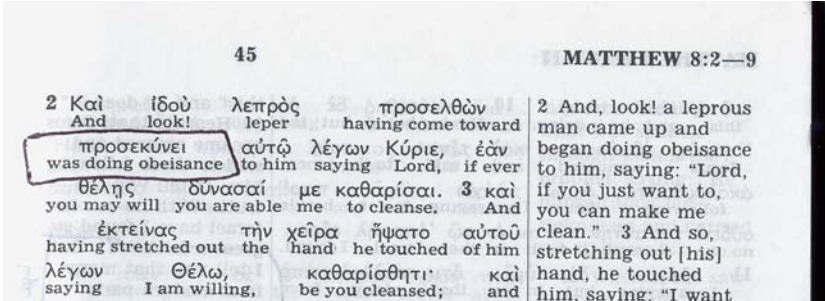 45 MATTHEW 8:2—9
2 Καὶ ἰδοὺ λεπρὸς προσελθὼν
And look! leper having come toward
προσεκύνει αὐτῷ λέγων Κύριε, ἐὰν
was doing obeisance to him saying Lord, if ever
θέλῃς δύνασαί με καθαρίσαι. 3 καὶ
you may will you are able me to cleanse. And
ἐκτείνας τὴν χεῖρα ἥψατο αὐτοῦ
having stretched out the hand he touched of him
λέγων Θέλω, καθαρίσθητι· καὶ
saying I am willing, be you cleansed; and
2 And, look! a leprous
man came up and
began doing obeisance
to him, saying: "Lord,
if you just want to,
you can make me
clean." 3 And so,
stretching out [his]
hand, he touched
him, saying: "I want